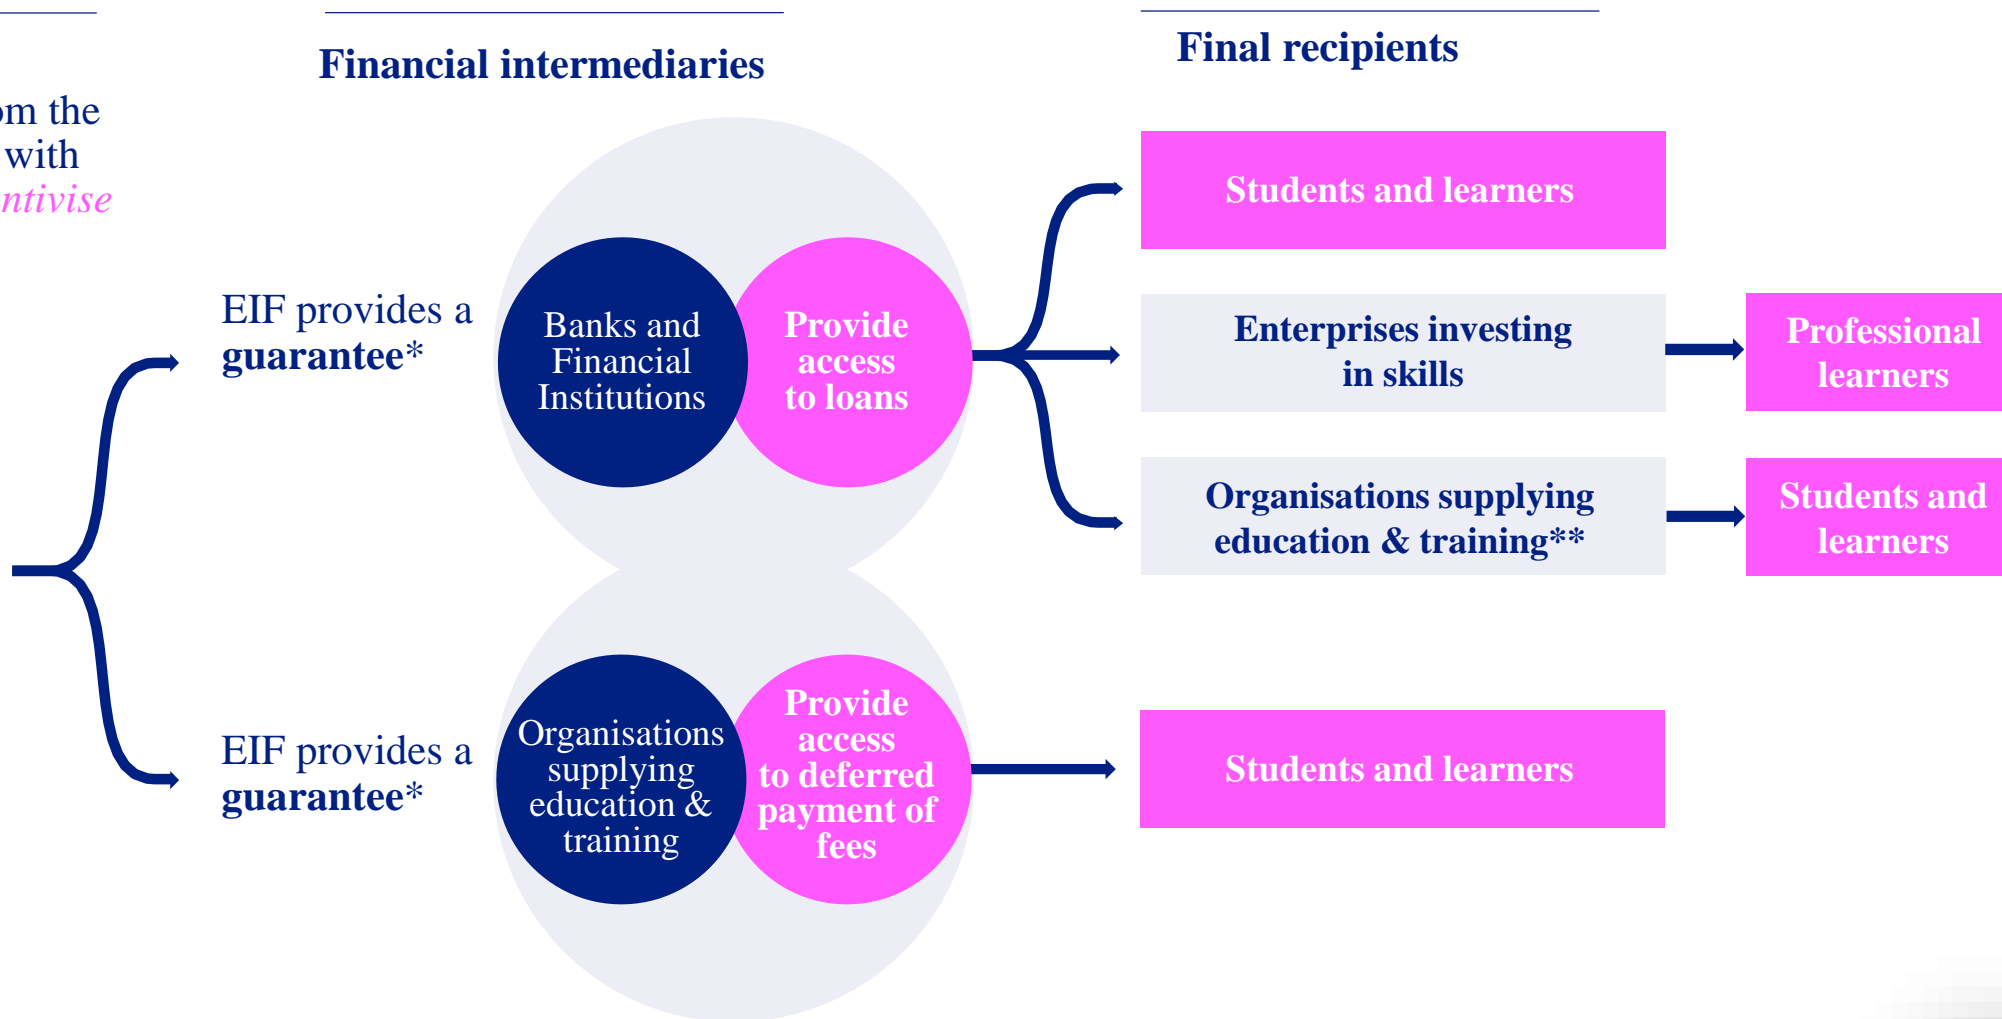 Financial intermediaries
Final recipients
the
with
Students and learners
EIF provides a
guarantee*
Banks and
Financial
Institutions
Provide
access
to loans
Enterprises investing
in skills
Professional
learners
Organisations supplying
education & training**
Students and
learners
EIF provides a
guarantee*
Organisations
supplying
education &
training
Provide
access
to deferred
payment of
fees
Students and learners